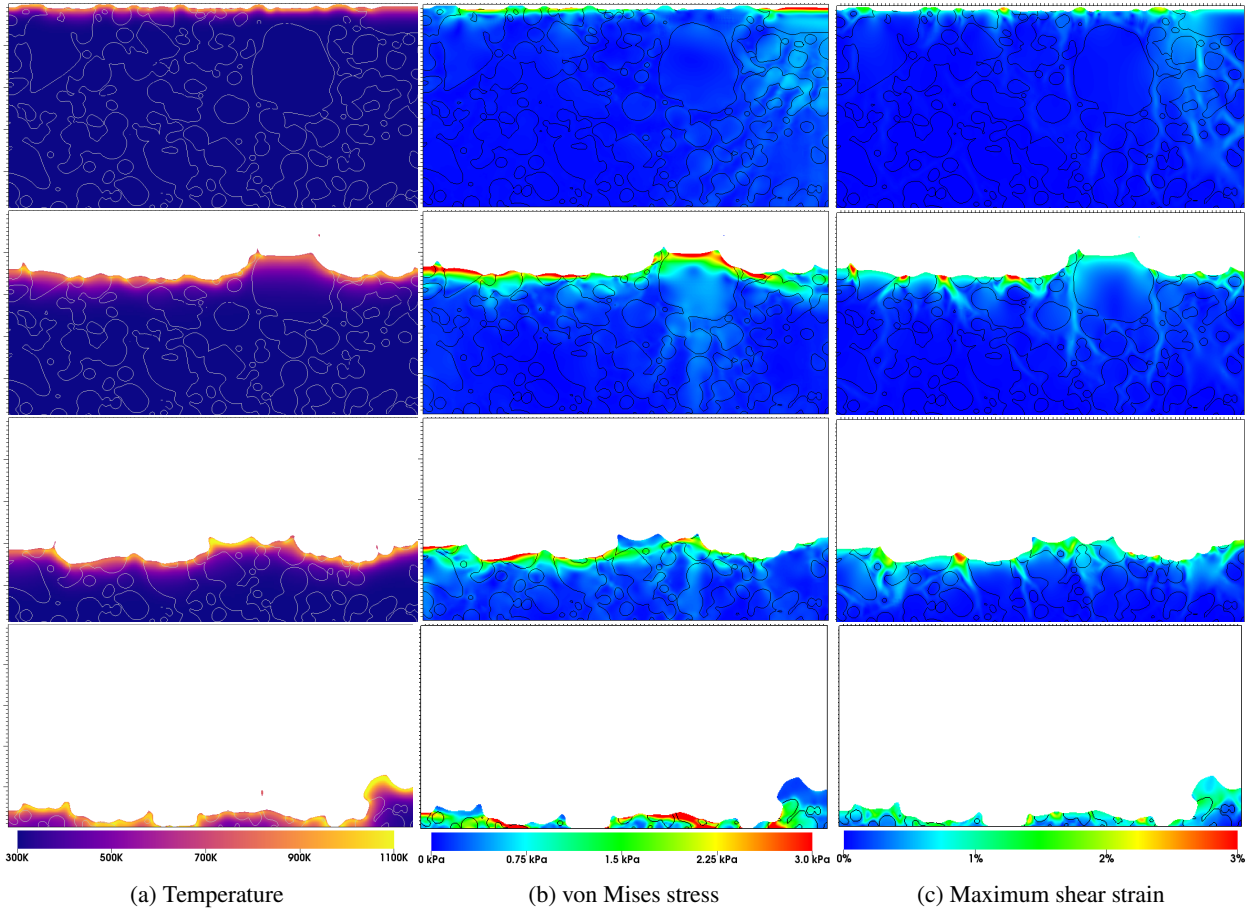 300K 500K 700K 900K 1100K
0 kPa 0.75 kPa 1.5 kPa 2.25 kPa 3.0 kPa
0% 1% 2% 3%
(a) Temperature
(b) von Mises stress
(c) Maximum shear strain